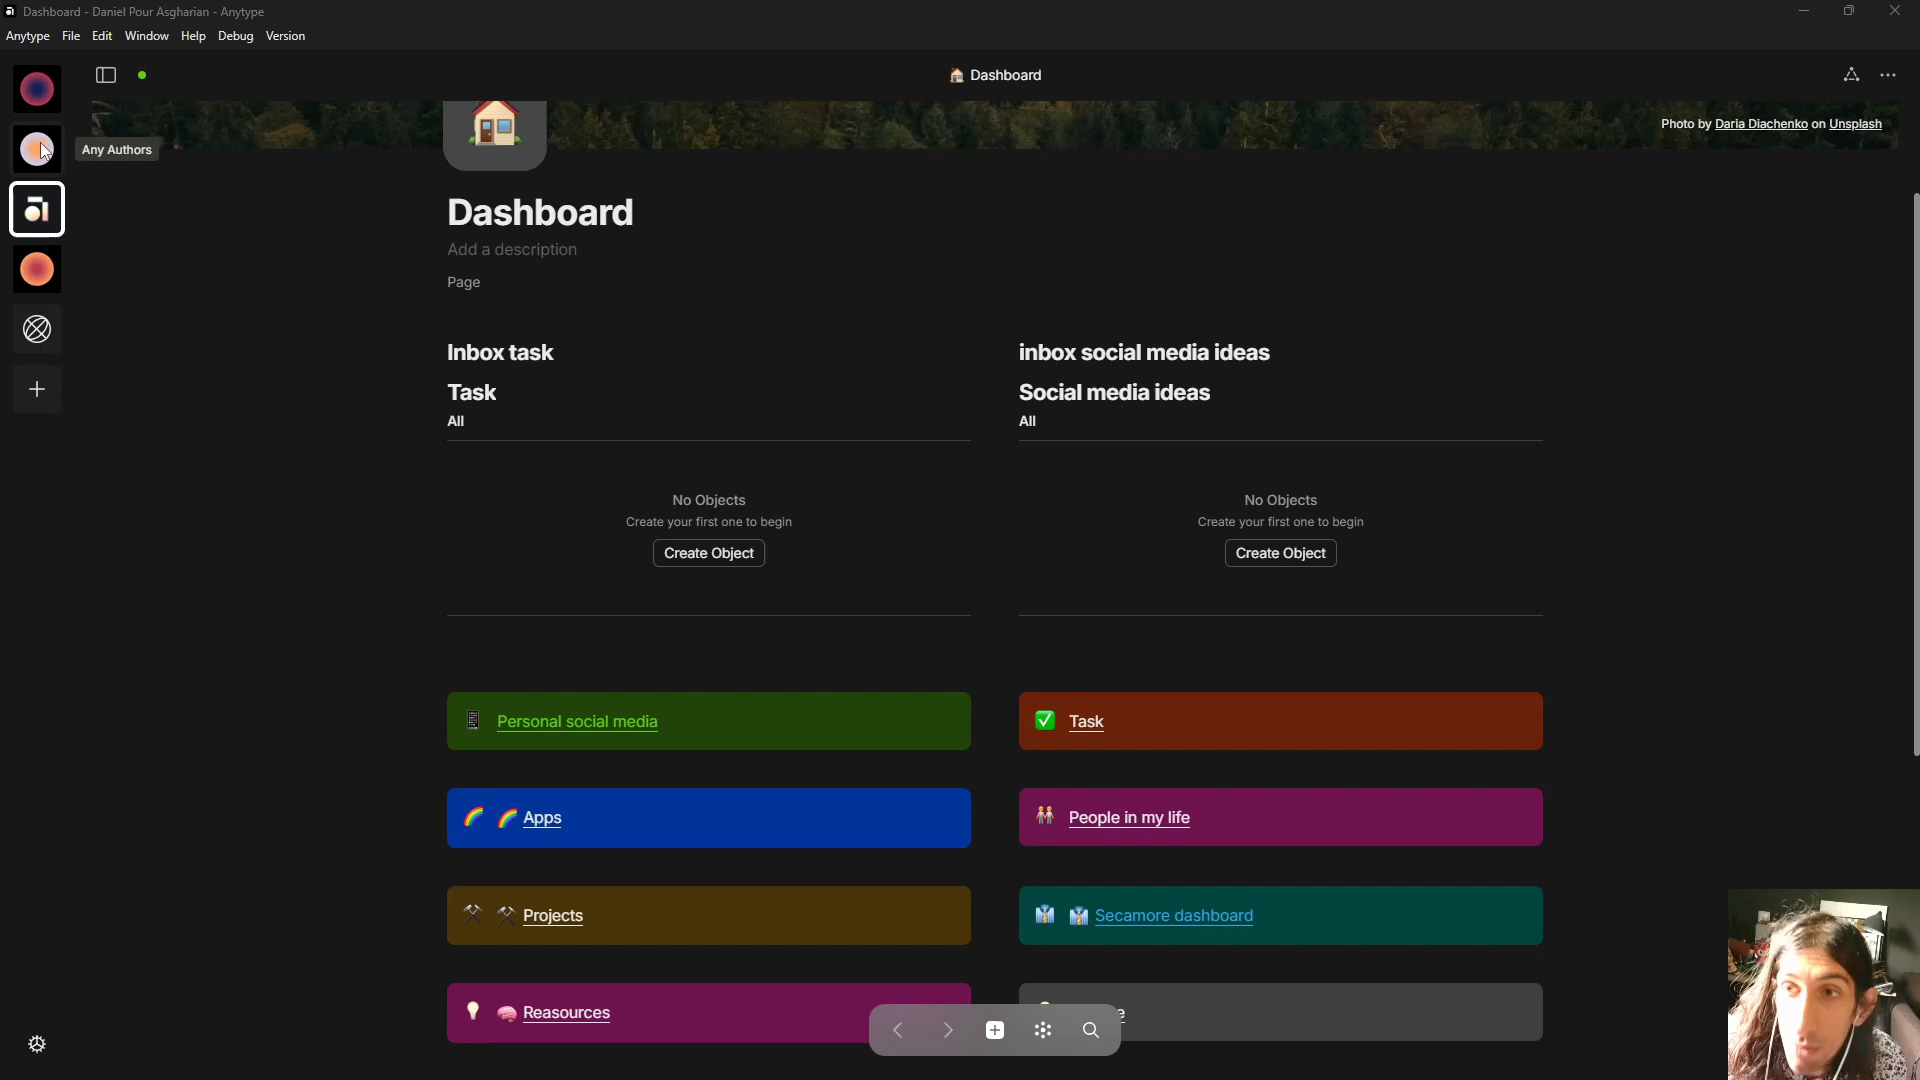 Dashboard - Daniel Pour Asgharian - Anytype
Anytype File Edit Window Help Debug Version
Dashboard
Photo by Daria Diachenko on Unsplash
Any Authors
Dashboard
Add a description
Page
Inbox task
Task
All
No Objects
Create your first one to begin
Create Object
inbox social media ideas
Social media ideas
All
No Objects
Create your first one to begin
Create Object
Personal social media
Task
Apps
People in my life
Projects
Secamore dashboard
Reasources